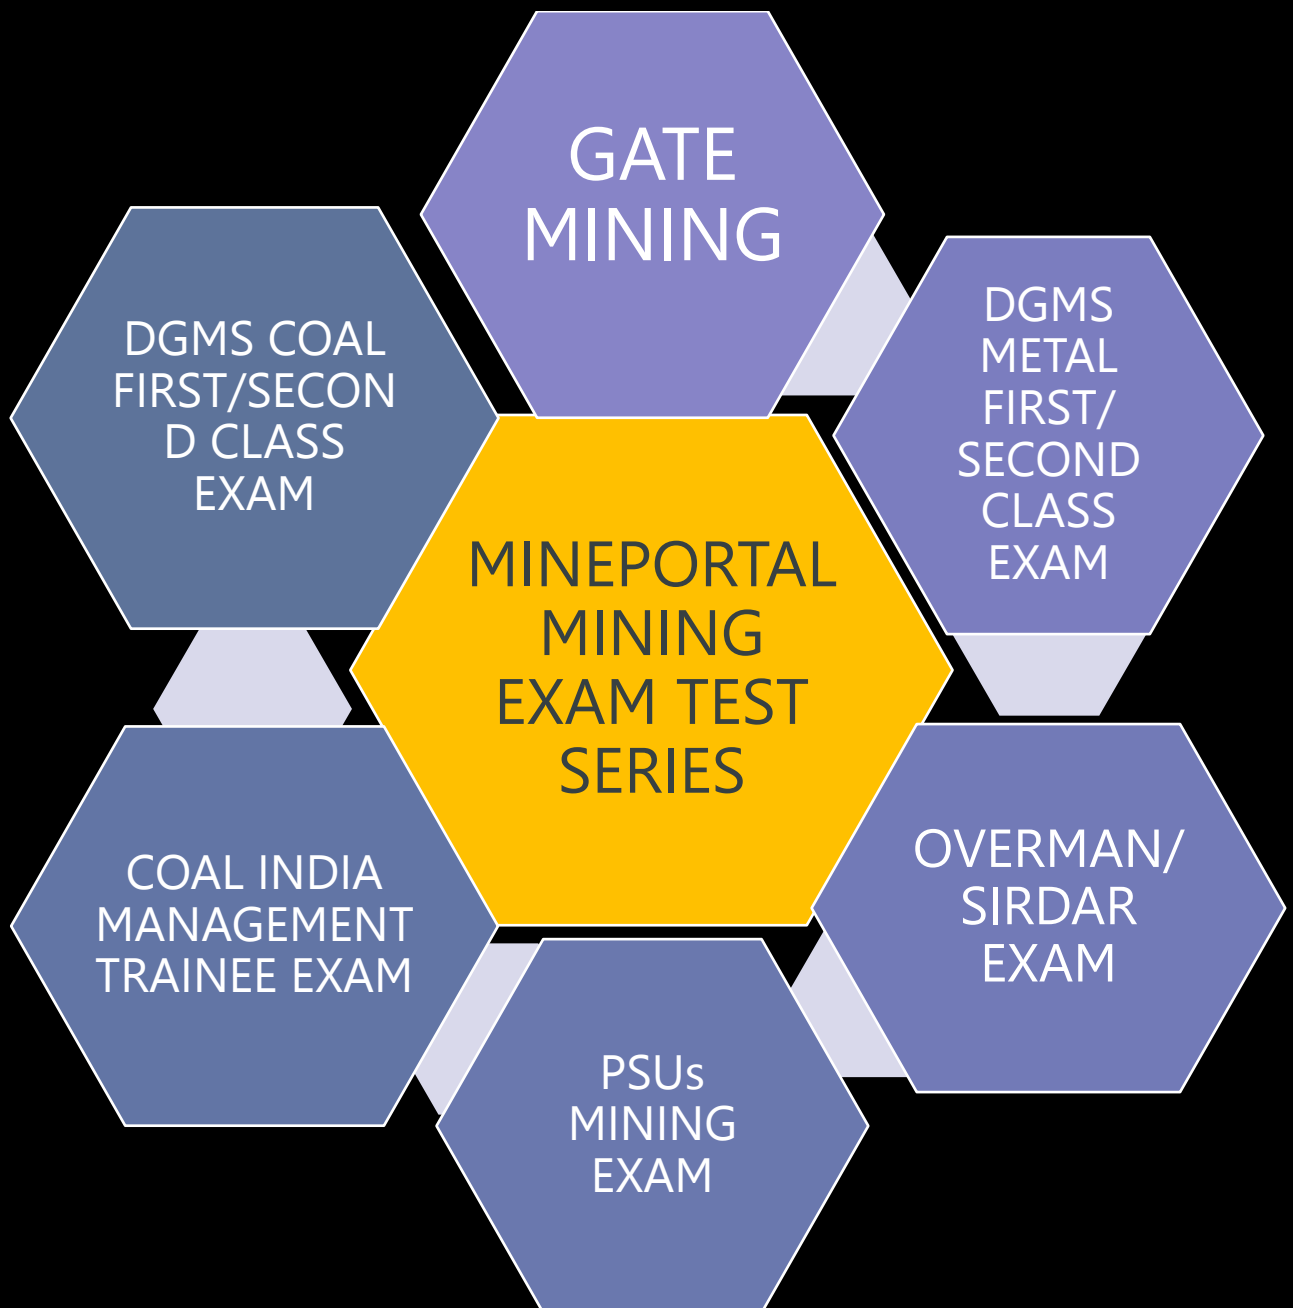 GATE
MINING
DGMS
METAL
FIRST/
SECOND
CLASS
EXAM
OVERMAN/
SIRDAR
EXAM
PSUs
MINING
EXAM
COAL INDIA
MANAGEMENT
TRAINEE EXAM
DGMS COAL
FIRST/SECON
D CLASS
EXAM
MINEPORTAL
MINING
EXAM TEST
SERIES